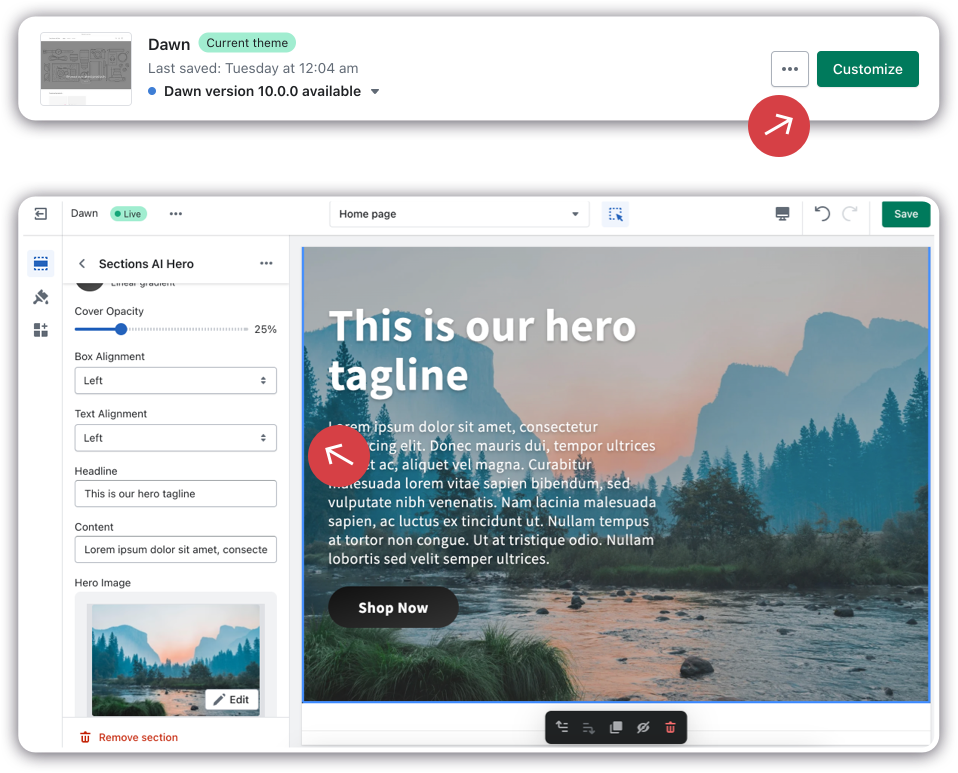 Dawn Current theme
Last saved: Tuesday at 12:04 am
Dawn version 10.0.0 available
Customize
Dawn Live
Home page
Save
Sections AI Hero
Linear gradient
Cover Opacity
25%
Box Alignment
Left
Text Alignment
Left
Headline
This is our hero tagline
Content
Lorem ipsum dolor sit amet, consecte
Hero Image
Edit
Remove section
This is our hero
tagline
Lorem ipsum dolor sit amet, consectetur
cing elit. Donec mauris dui, tempor ultrices
et ac, aliquet vel magna. Curabitur
malesuada lorem vitae sapien bibendum, sed
vulputate nibh venenatis. Nam lacinia malesuada
sapien, ac luctus ex tincidunt ut. Nullam tempus
at tortor non congue. Ut at tristique odio. Nullam
lobortis sed velit semper ultrices.
Shop Now